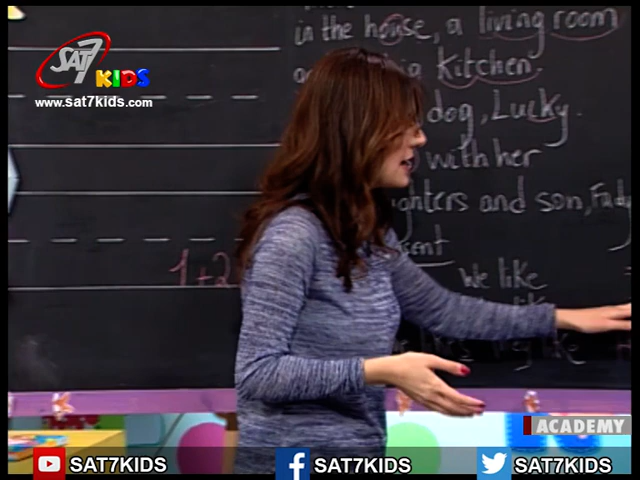 in the house, a living room
kitchen
dog, Lucky.
with her
ghters and son, Fady
we like
SAT7
KIDS
www.sat7kids.com
1+2
ACADEMY
SAT7KIDS
SAT7KIDS
SAT7KIDS